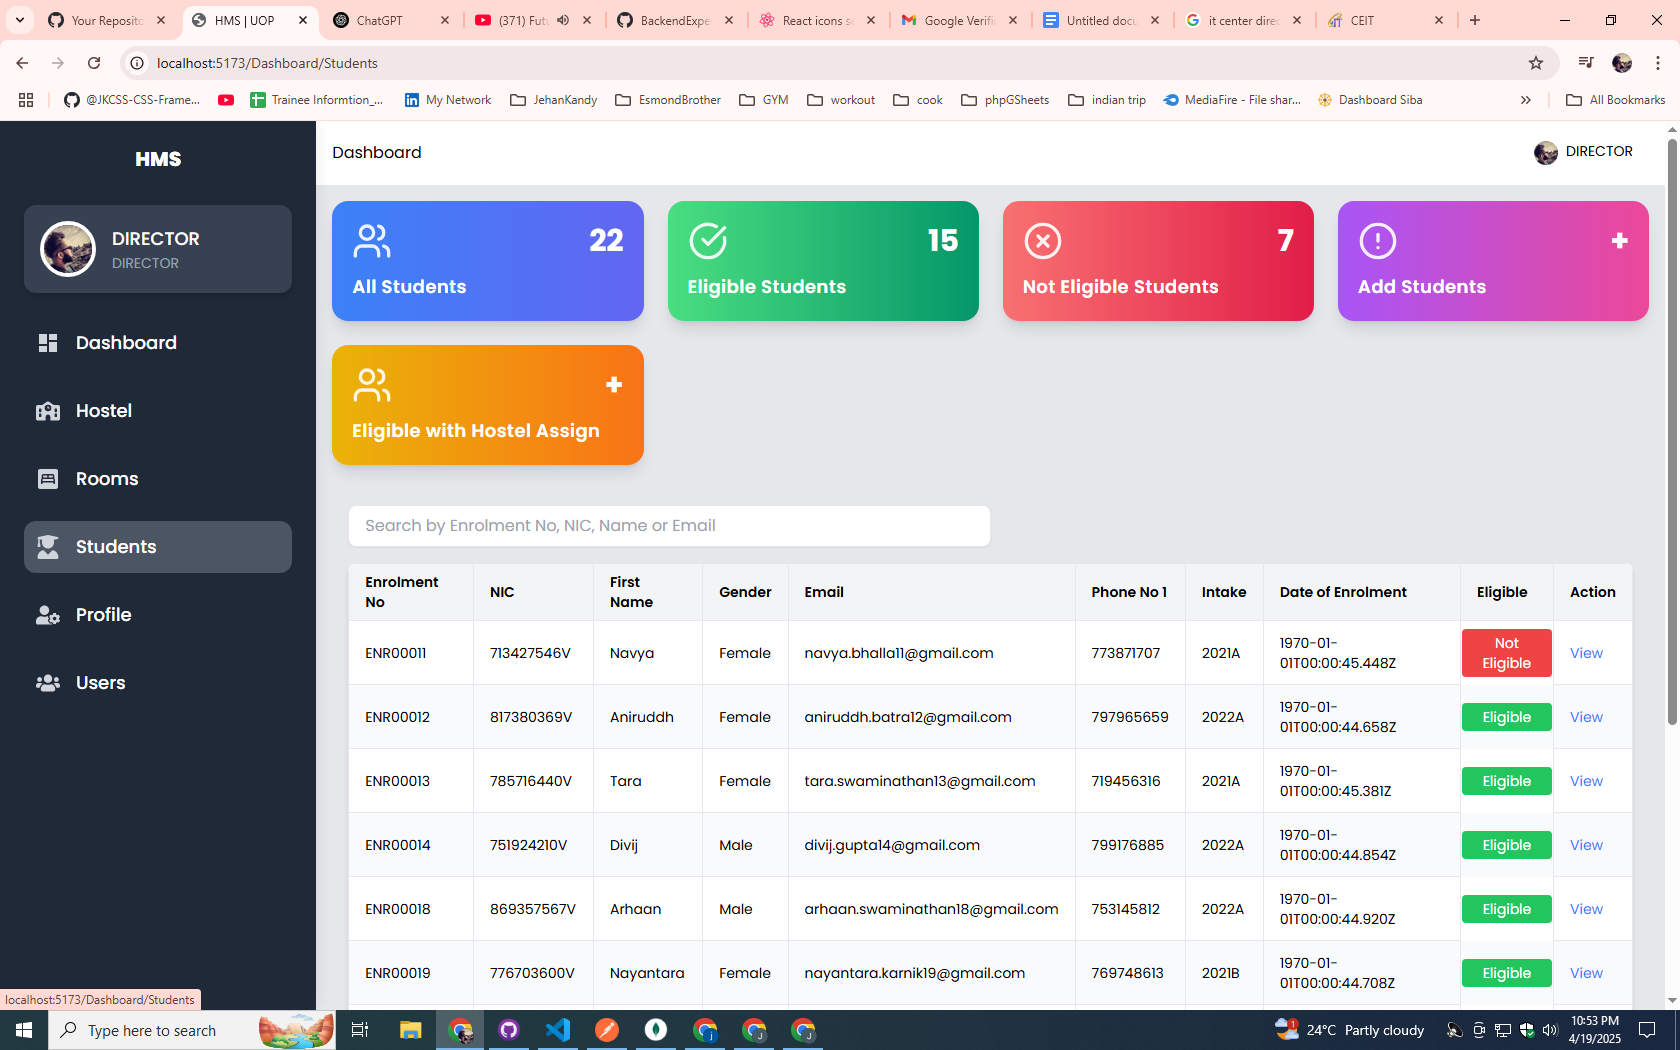 Your Reposito
HMS | UOP
ChatGPT
(371) Futu
BackendExpe
React icons se
Google Verific
Untitled docu
it center direc
CEIT
localhost:5173/Dashboard/Students
@JKCSS-CSS-Frame...
Trainee Informtion_...
My Network
JehanKandy
EsmondBrother
GYM
workout
cook
phpGSheets
indian trip
MediaFire - File shar...
Dashboard Siba
All Bookmarks
HMS
DIRECTOR
DIRECTOR
Dashboard
Hostel
Rooms
Students
Profile
Users
Dashboard
DIRECTOR
22
All Students
15
Eligible Students
7
Not Eligible Students
+
Add Students
+
Eligible with Hostel Assign
Search by Enrolment No, NIC, Name or Email
Enrolment No NIC First Name Gender Email Phone No 1 Intake Date of Enrolment Eligible Action
ENR00011 713427546V Navya Female navya.bhalla11@gmail.com 773871707 2021A 1970-01-01T00:00:45.448Z Not Eligible View
ENR00012 817380369V Aniruddh Female aniruddh.batra12@gmail.com 797965659 2022A 1970-01-01T00:00:44.658Z Eligible View
ENR00013 785716440V Tara Female tara.swaminathan13@gmail.com 719456316 2021A 1970-01-01T00:00:45.381Z Eligible View
ENR00014 751924210V Divij Male divij.gupta14@gmail.com 799176885 2022A 1970-01-01T00:00:44.854Z Eligible View
ENR00018 869357567V Arhaan Male arhaan.swaminathan18@gmail.com 753145812 2022A 1970-01-01T00:00:44.920Z Eligible View
ENR00019 776703600V Nayantara Female nayantara.karnik19@gmail.com 769748613 2021B 1970-01-01T00:00:44.708Z Eligible View
localhost:5173/Dashboard/Students
Type here to search
24°C Partly cloudy
10:53 PM
4/19/2025